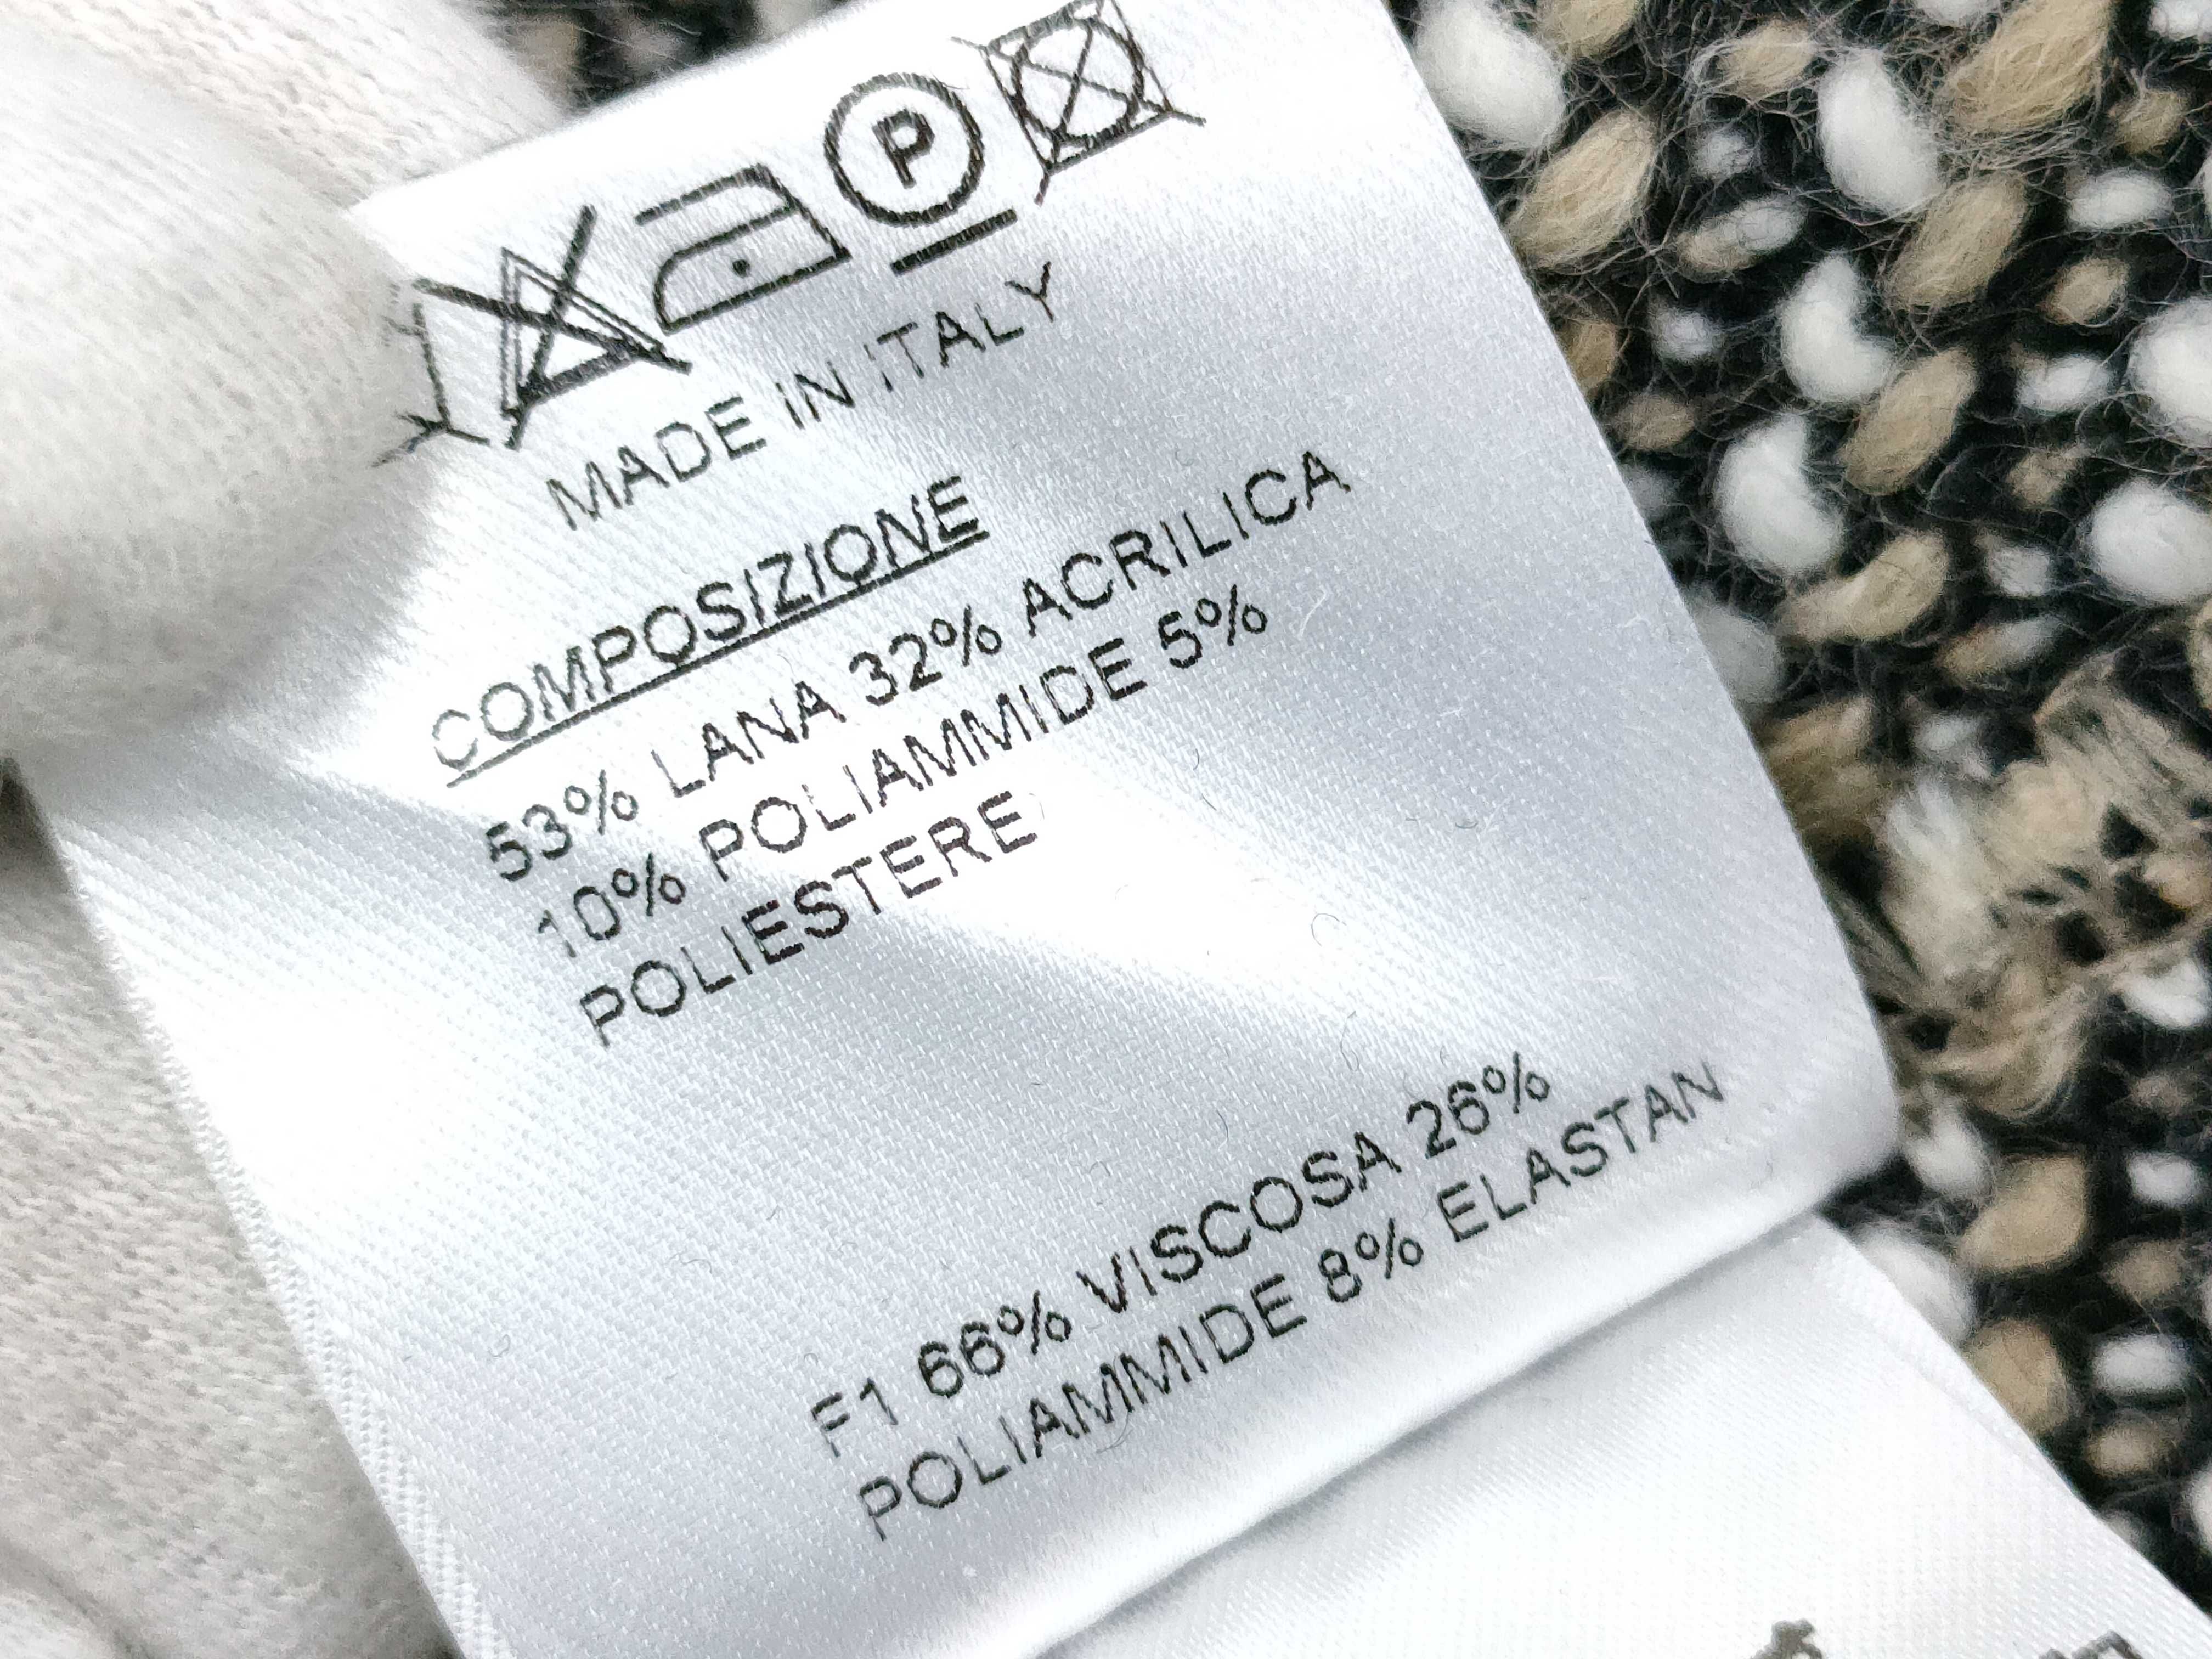 P
MADE IN ITALY
COMPOSIZIONE
53% LANA 32% ACRILICA
10% POLIAMMIDE 5%
POLIESTERE
F1 66% VISCOSA 26%
POLIAMMIDE 8% ELASTAN